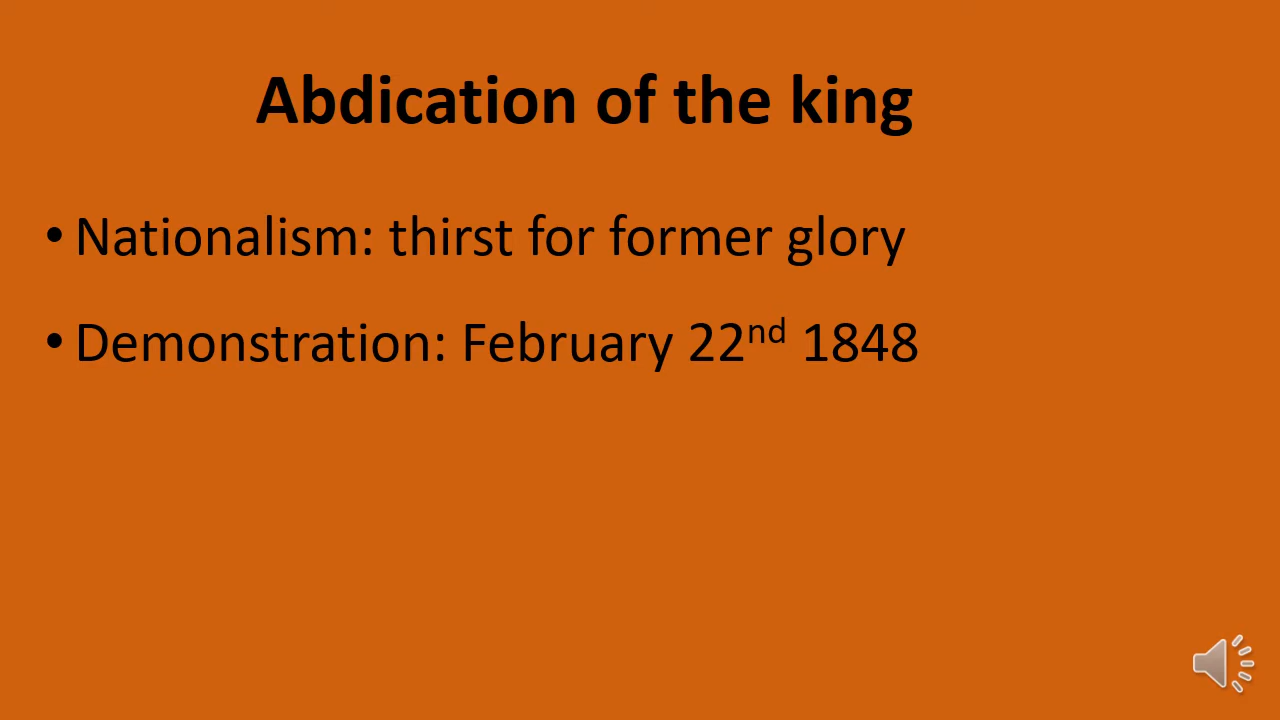 Abdication of the king
• Nationalism: thirst for former glory
• Demonstration: February 22nd 1848